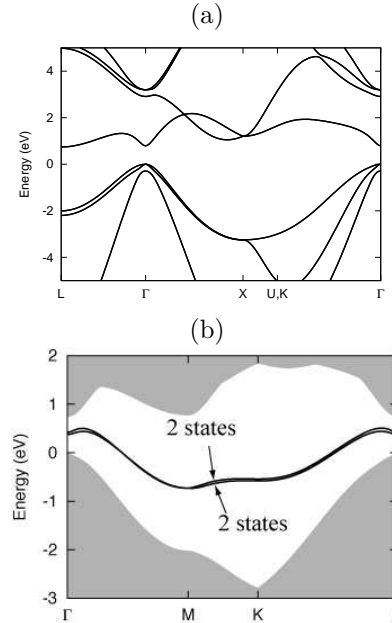 (a)
4
2
0
-2
-4
Energy (eV)
L Γ X U,K Γ
(b)
2
1
0
-1
-2
-3
Energy (eV)
2 states
2 states
Γ M K